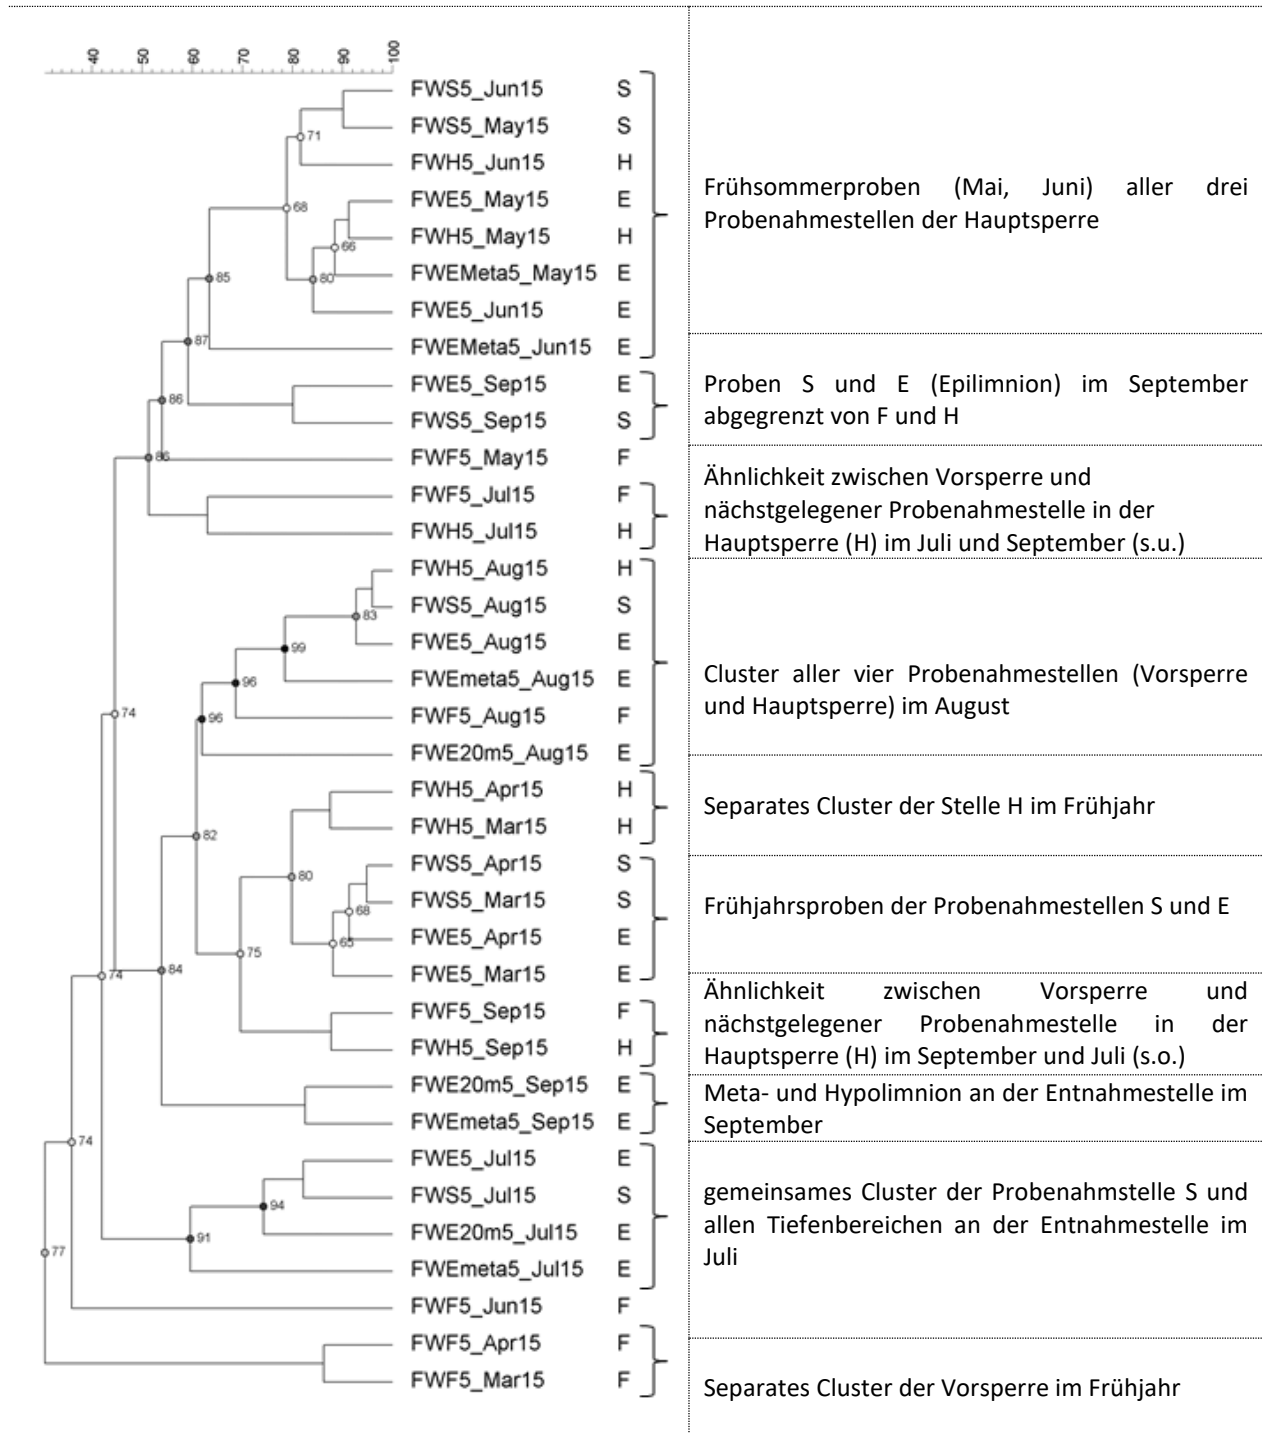 40 50 60 70 80 90 100
FWS5_Jun15 S
FWS5_May15 S
71
FWH5_Jun15 H
Frühsommerproben (Mai, Juni) aller drei
Probenahmestellen der Hauptsperre
FWE5_May15 E
68
FWH5_May15 H
66
FWEMeta5_May15 E
80
85
FWE5_Jun15 E
87
FWEMeta5_Jun15 E
FWE5_Sep15 E
Proben S und E (Epilimnion) im September
abgegrenzt von F und H
86
FWS5_Sep15 S
86
FWF5_May15 F
Ähnlichkeit zwischen Vorsperre und
nächstgelegener Probenahmestelle in der
Hauptsperre (H) im Juli und September (s.u.)
FWF5_Jul15 F
FWH5_Jul15 H
FWH5_Aug15 H
FWS5_Aug15 S
83
FWE5_Aug15 E
99
FWEmeta5_Aug15 E
96
Cluster aller vier Probenahmestellen (Vorsperre
und Hauptsperre) im August
FWF5_Aug15 F
74
96
FWE20m5_Aug15 E
FWH5_Apr15 H
Separates Cluster der Stelle H im Frühjahr
FWH5_Mar15 H
82
FWS5_Apr15 S
80
FWS5_Mar15 S
68
Frühjahrsproben der Probenahmestellen S und E
FWE5_Apr15 E
65
75
FWE5_Mar15 E
74
84
Ähnlichkeit zwischen Vorsperre und
nächstgelegener Probenahmestelle in der
Hauptsperre (H) im September und Juli (s.o.)
FWF5_Sep15 F
FWH5_Sep15 H
FWE20m5_Sep15 E
Meta- und Hypolimnion an der Entnahmestelle im
September
FWEmeta5_Sep15 E
74
FWE5_Jul15 E
FWS5_Jul15 S
94
gemeinsames Cluster der Probenahmstelle S und
allen Tiefenbereichen an der Entnahmestelle im
Juli
FWE20m5_Jul15 E
91
77
FWEmeta5_Jul15 E
FWF5_Jun15 F
FWF5_Apr15 F
FWF5_Mar15 F
Separates Cluster der Vorsperre im Frühjahr